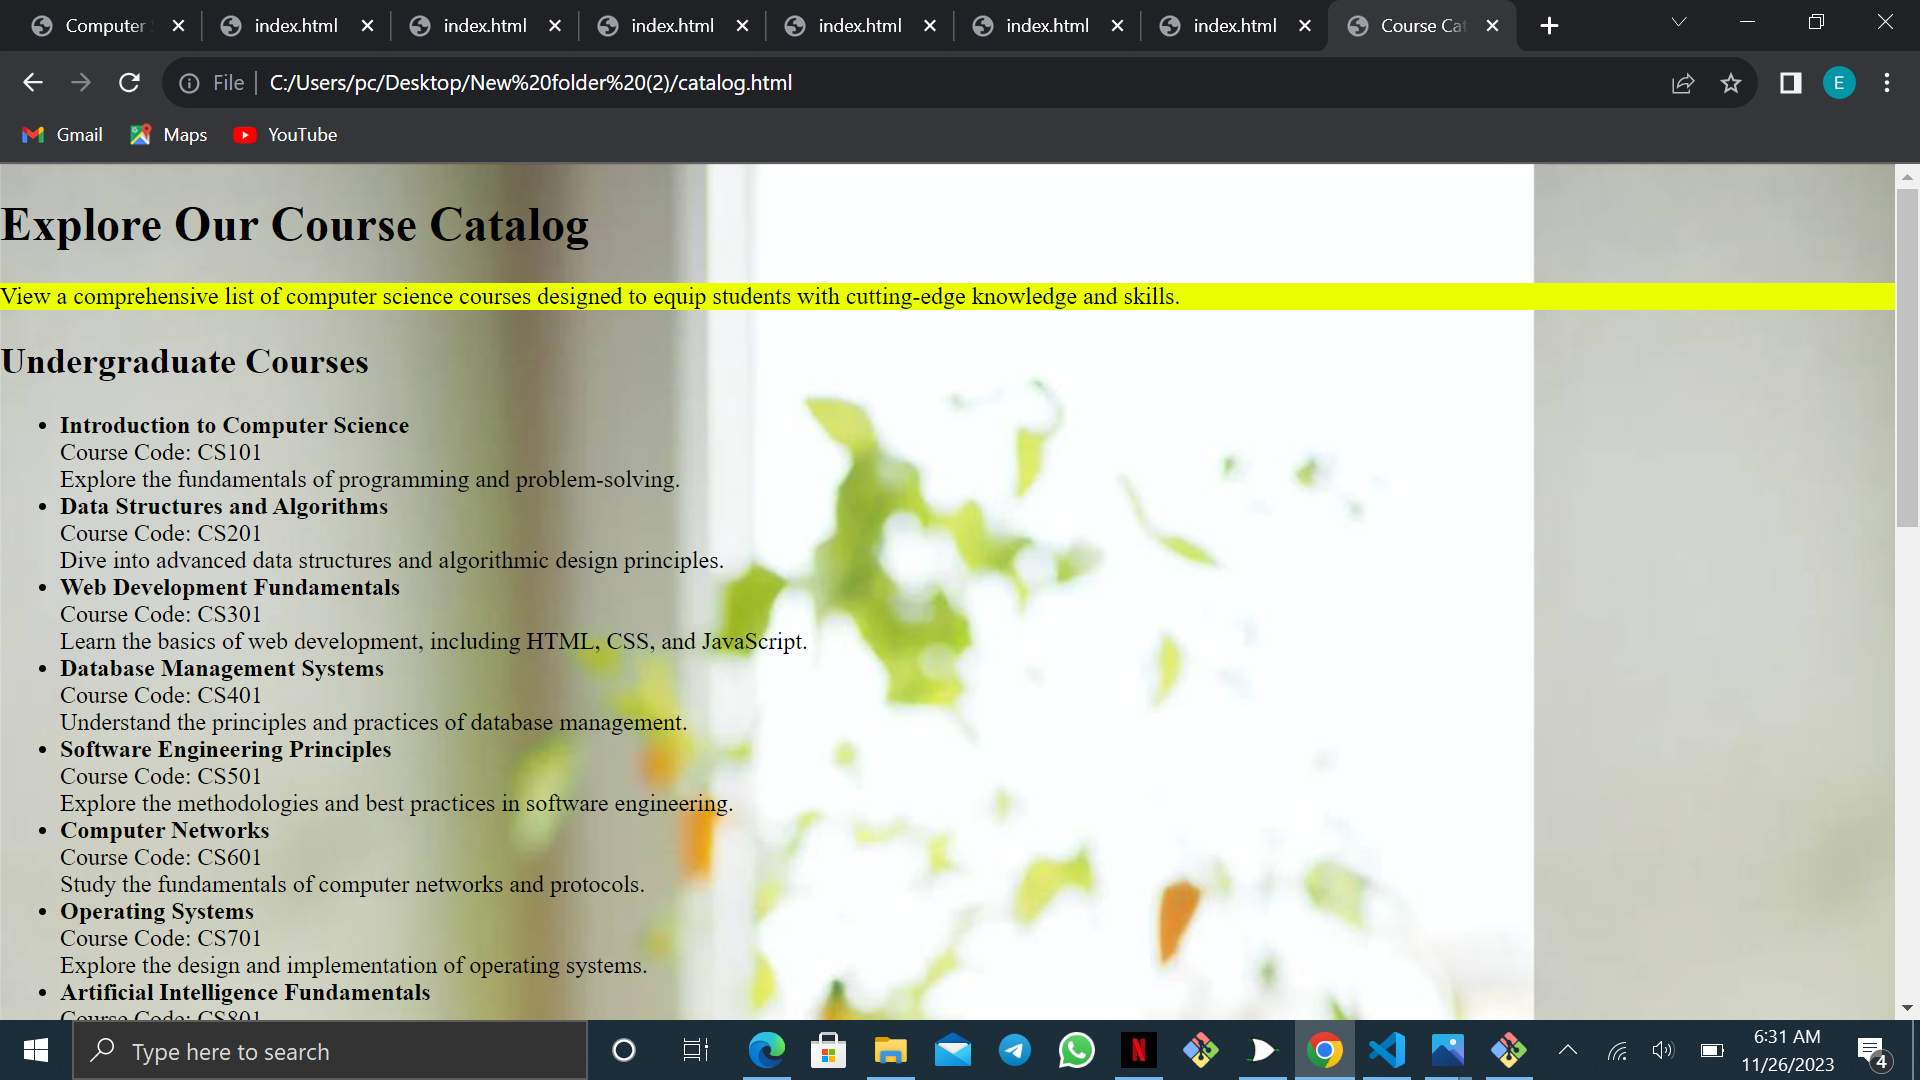 Computer
index.html
index.html
index.html
index.html
index.html
index.html
Course Cat
File
C:/Users/pc/Desktop/New%20folder%20(2)/catalog.html
E
Gmail
Maps
YouTube
Explore Our Course Catalog
View a comprehensive list of computer science courses designed to equip students with cutting-edge knowledge and skills.
Undergraduate Courses
• Introduction to Computer Science
Course Code: CS101
Explore the fundamentals of programming and problem-solving.
• Data Structures and Algorithms
Course Code: CS201
Dive into advanced data structures and algorithmic design principles.
• Web Development Fundamentals
Course Code: CS301
Learn the basics of web development, including HTML, CSS, and JavaScript.
• Database Management Systems
Course Code: CS401
Understand the principles and practices of database management.
• Software Engineering Principles
Course Code: CS501
Explore the methodologies and best practices in software engineering.
• Computer Networks
Course Code: CS601
Study the fundamentals of computer networks and protocols.
• Operating Systems
Course Code: CS701
Explore the design and implementation of operating systems.
• Artificial Intelligence Fundamentals
Course Code: CS801
Type here to search
N
6:31 AM
11/26/2023
4